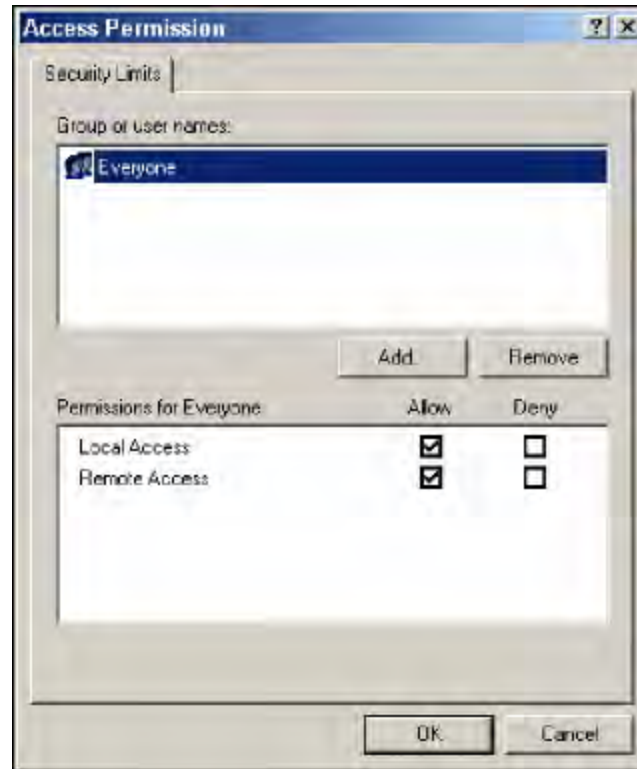 Access Permission
Security Limits
Group or user names:
Everyone
Add...
Remove
Permissions for Everyone
Allow
Deny
Local Access
Remote Access
OK
Cancel